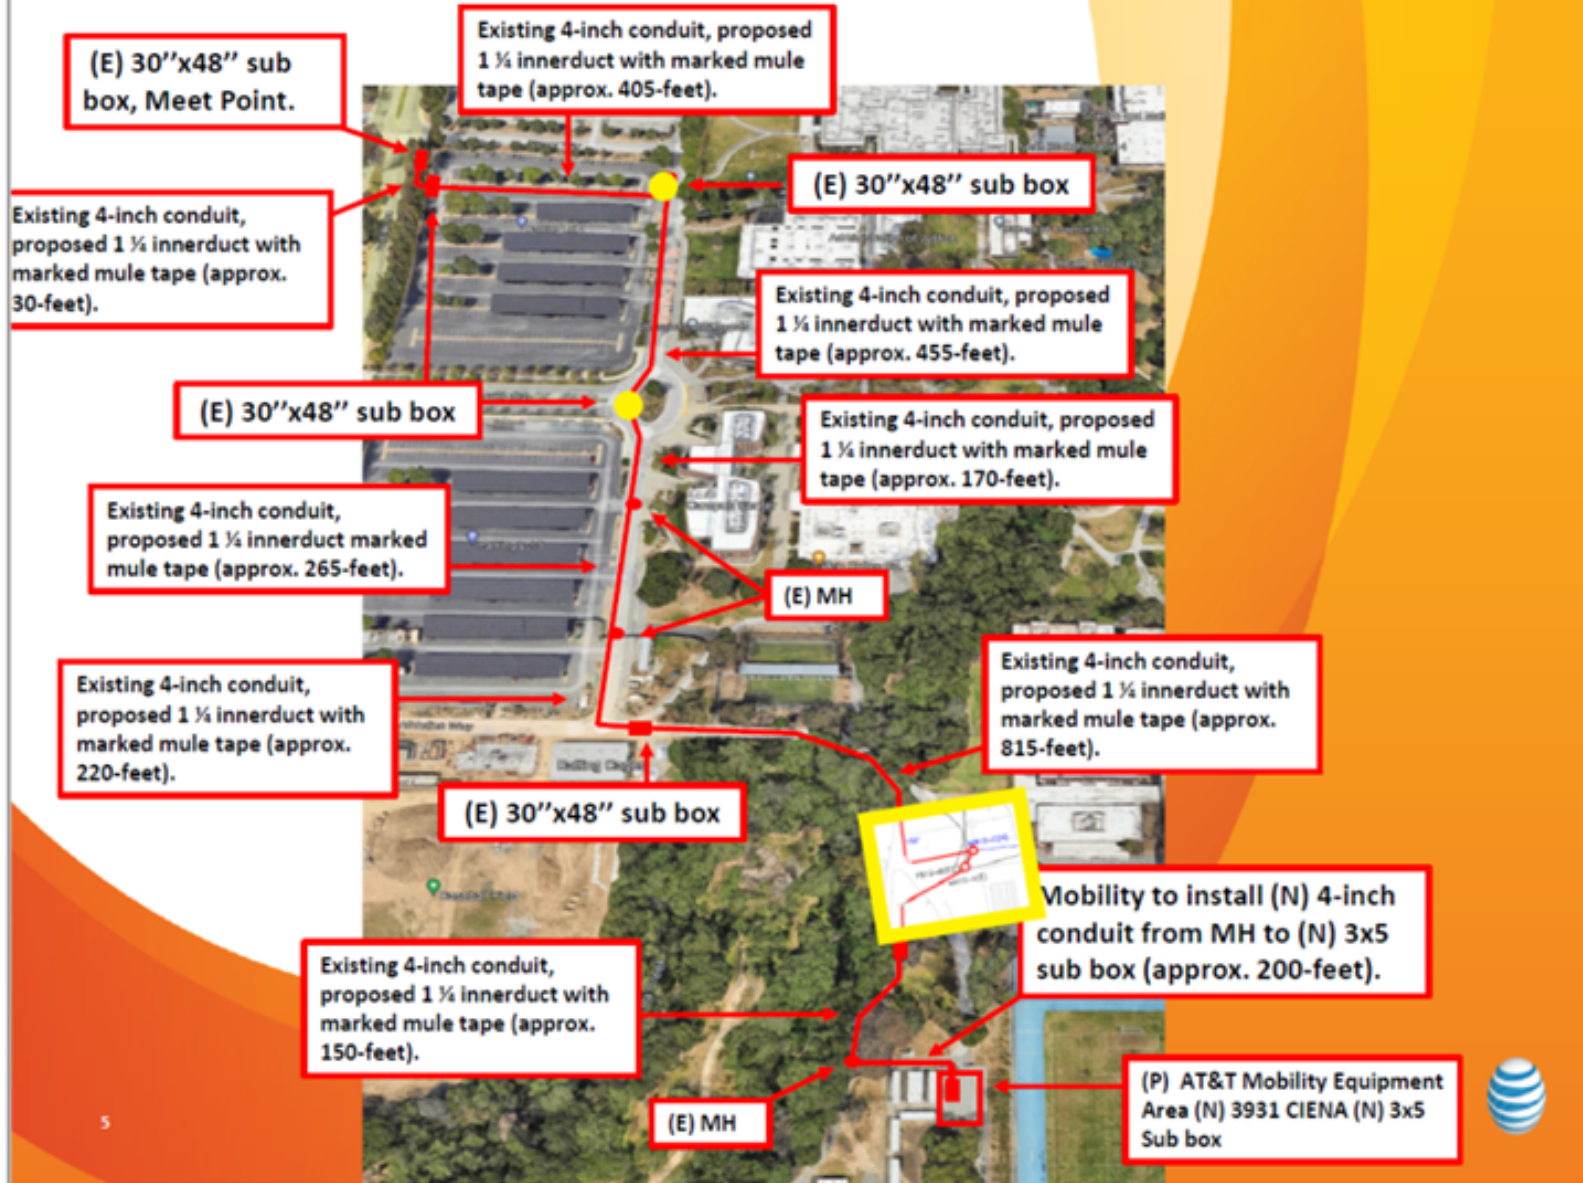 (E) 30’’x48’’ sub
box, Meet Point.
Existing 4-inch conduit, proposed
1 ¼ innerduct with marked mule
tape (approx. 405-feet).
(E) 30’’x48’’ sub box
Existing 4-inch conduit,
proposed 1 ¼ innerduct with
marked mule tape (approx.
30-feet).
Existing 4-inch conduit, proposed
1 ¼ innerduct with marked mule
tape (approx. 455-feet).
(E) 30’’x48’’ sub box
Existing 4-inch conduit, proposed
1 ¼ innerduct with marked mule
tape (approx. 170-feet).
Existing 4-inch conduit,
proposed 1 ¼ innerduct marked
mule tape (approx. 265-feet).
(E) MH
Existing 4-inch conduit,
proposed 1 ¼ innerduct with
marked mule tape (approx.
815-feet).
Existing 4-inch conduit,
proposed 1 ¼ innerduct with
marked mule tape (approx.
220-feet).
(E) 30’’x48’’ sub box
Mobility to install (N) 4-inch
conduit from MH to (N) 3x5
sub box (approx. 200-feet).
Existing 4-inch conduit,
proposed 1 ¼ innerduct with
marked mule tape (approx.
150-feet).
(E) MH
(P) AT&T Mobility Equipment
Area (N) 3931 CIENA (N) 3x5
Sub box
5